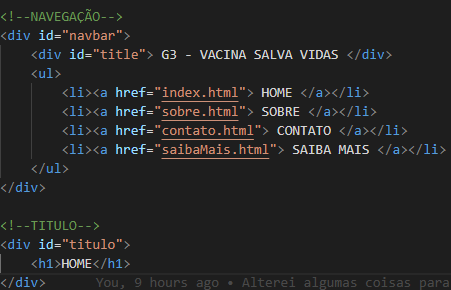 <!--NAVEGAÇÃO-->
<div id="navbar">
<div id="title"> G3 - VACINA SALVA VIDAS </div>
<ul>
<li><a href="index.html"> HOME </a></li>
<li><a href="sobre.html"> SOBRE </a></li>
<li><a href="contato.html"> CONTATO </a></li>
<li><a href="saibaMais.html"> SAIBA MAIS </a></li>
</ul>
</div>
<!--TITULO-->
<div id="titulo">
<h1>HOME</h1>
</div> You, 9 hours ago • Alterei algumas coisas para